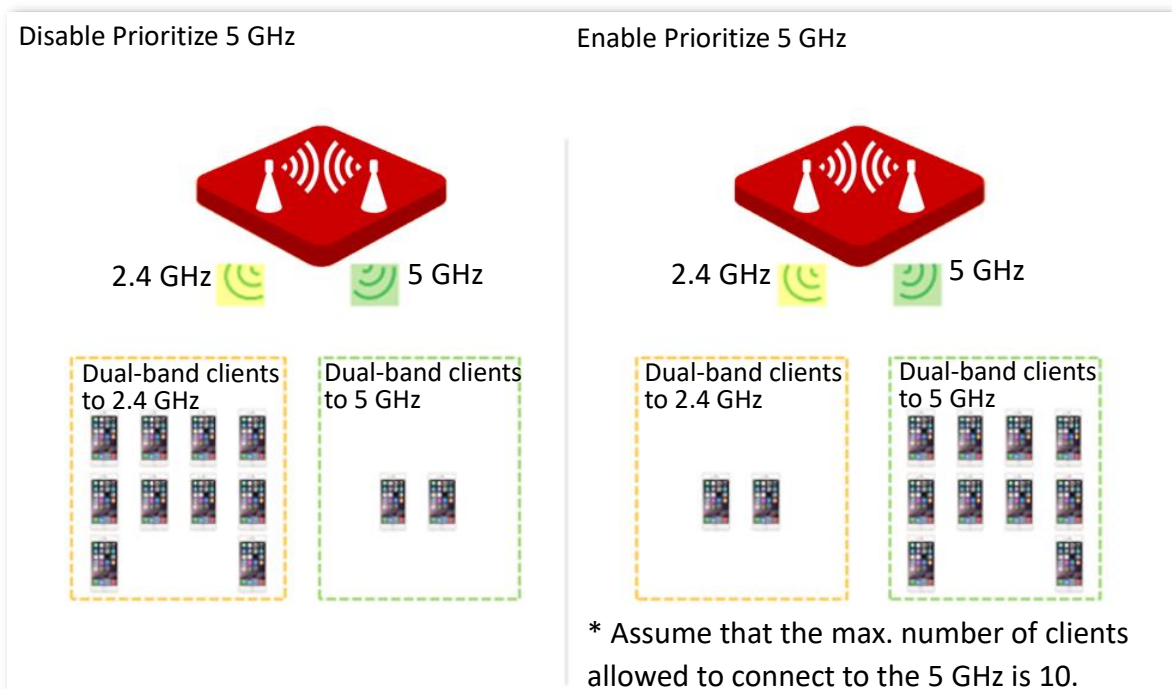 Disable Prioritize 5 GHz
Enable Prioritize 5 GHz
2.4 GHz
5 GHz
2.4 GHz
5 GHz
Dual-band clients
to 2.4 GHz
Dual-band clients
to 5 GHz
Dual-band clients
to 2.4 GHz
Dual-band clients
to 5 GHz
* Assume that the max. number of clients
allowed to connect to the 5 GHz is 10.